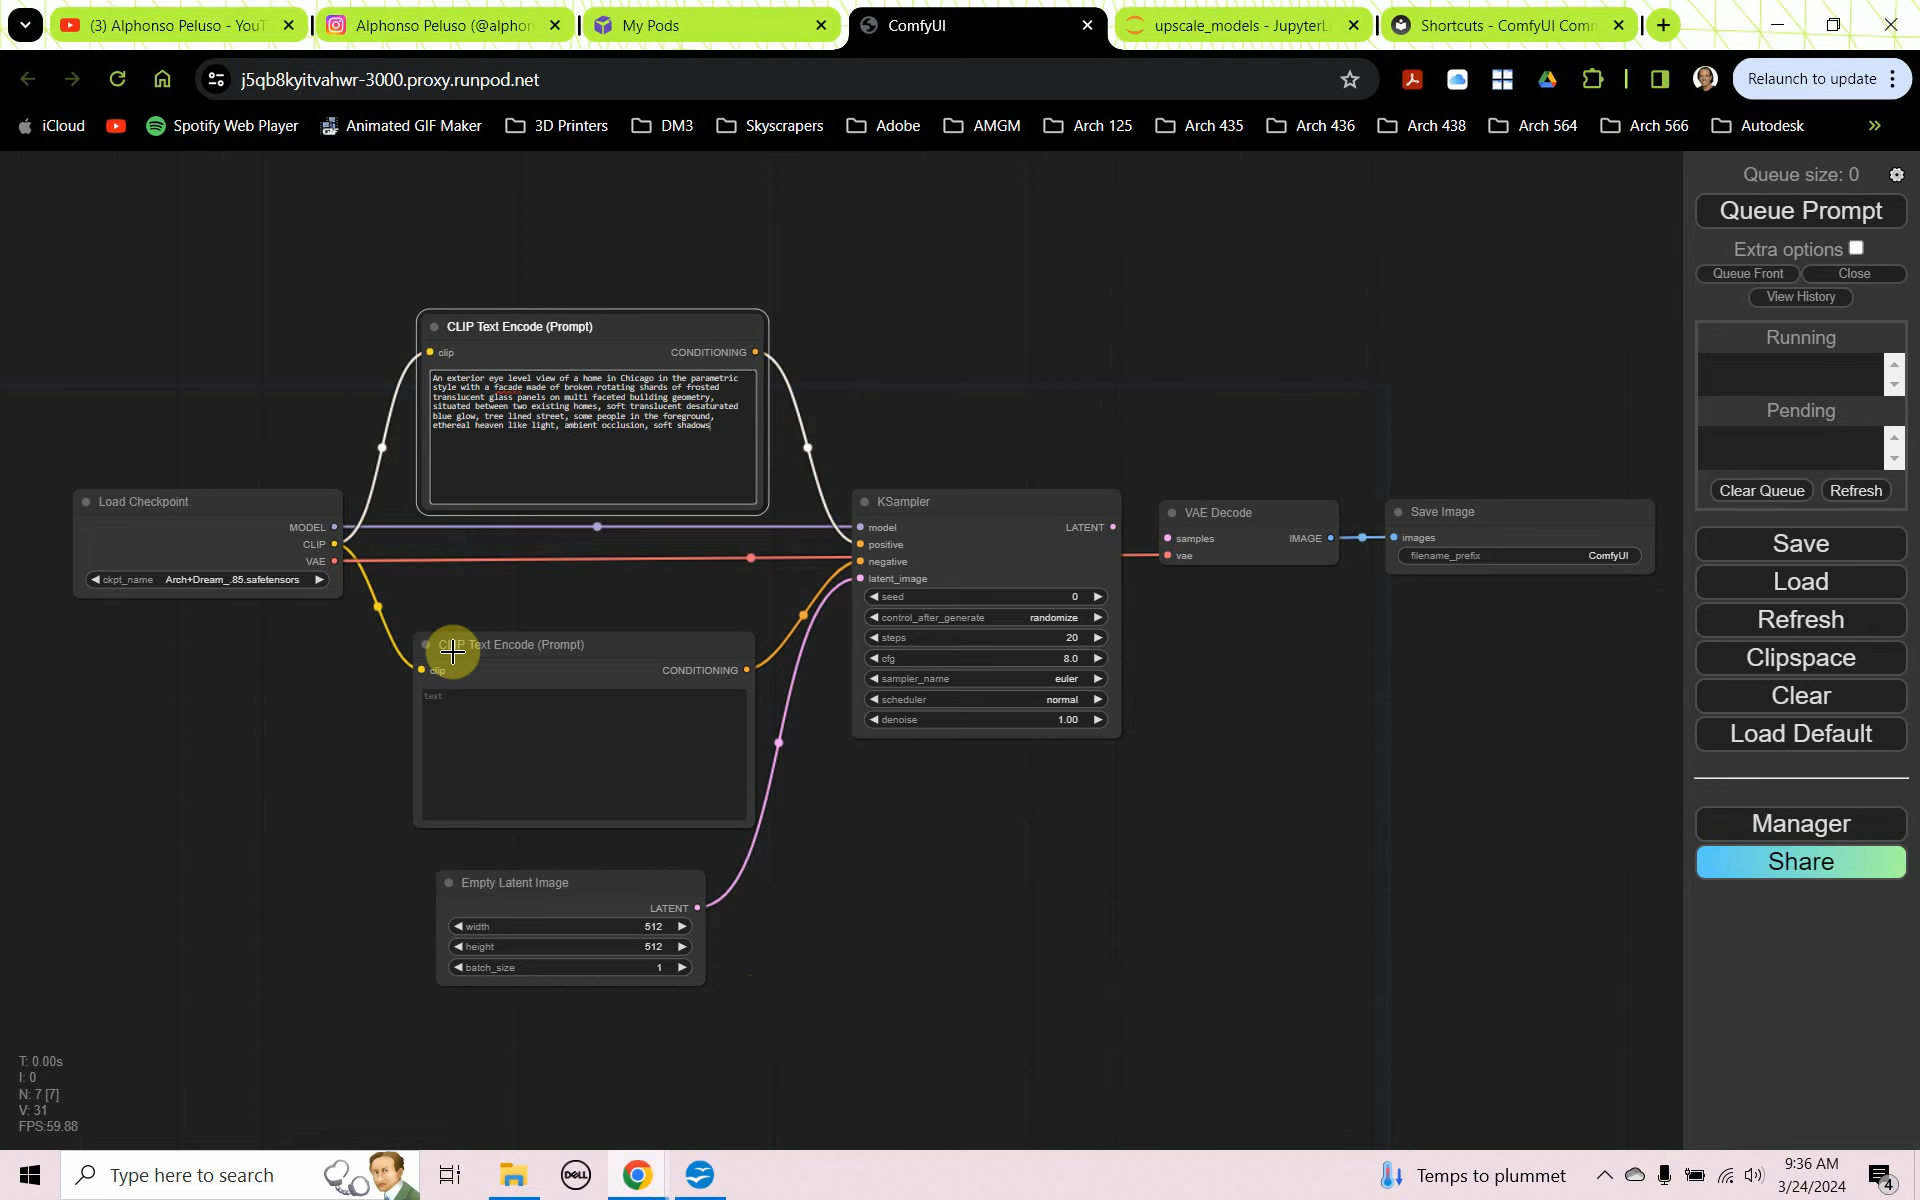 (3) Alphonso Peluso - YouT
Alphonso Peluso (@alphon
My Pods
ComfyUI
upscale_models - JupyterL
Shortcuts - ComfyUI Com
j5qb8kyitvahwr-3000.proxy.runpod.net
Relaunch to update
iCloud
Spotify Web Player
Animated GIF Maker
3D Printers
DM3
Skyscrapers
Adobe
AMGM
Arch 125
Arch 435
Arch 436
Arch 438
Arch 564
Arch 566
Autodesk
Queue size: 0
Queue Prompt
Extra options
Queue Front
Close
View History
Running
Pending
Clear Queue
Refresh
Save
Load
Refresh
Clipspace
Clear
Load Default
Manager
Share
CLIP Text Encode (Prompt)
clip
CONDITIONING
An exterior eye level view of a home in Chicago in the parametric
style with a facade made of broken rotating shards of frosted
translucent glass panels on multi faceted building geometry,
situated between two existing homes, soft translucent desaturated
blue glow, tree lined street, some people in the foreground,
ethereal heaven like light, ambient occlusion, soft shadows
Load Checkpoint
MODEL
CLIP
VAE
ckpt_name Arch+Dream_.85.safetensors
CLIP Text Encode (Prompt)
clip
CONDITIONING
text
Empty Latent Image
LATENT
width 512
height 512
batch_size 1
KSampler
model
LATENT
positive
negative
latent_image
seed 0
control_after_generate randomize
steps 20
cfg 8.0
sampler_name euler
scheduler normal
denoise 1.00
VAE Decode
samples
IMAGE
vae
Save Image
images
filename_prefix ComfyUI
T: 0.00s
I: 0
N: 7 [7]
V: 31
FPS:59.88
Type here to search
DELL
Temps to plummet
9:36 AM
3/24/2024
4